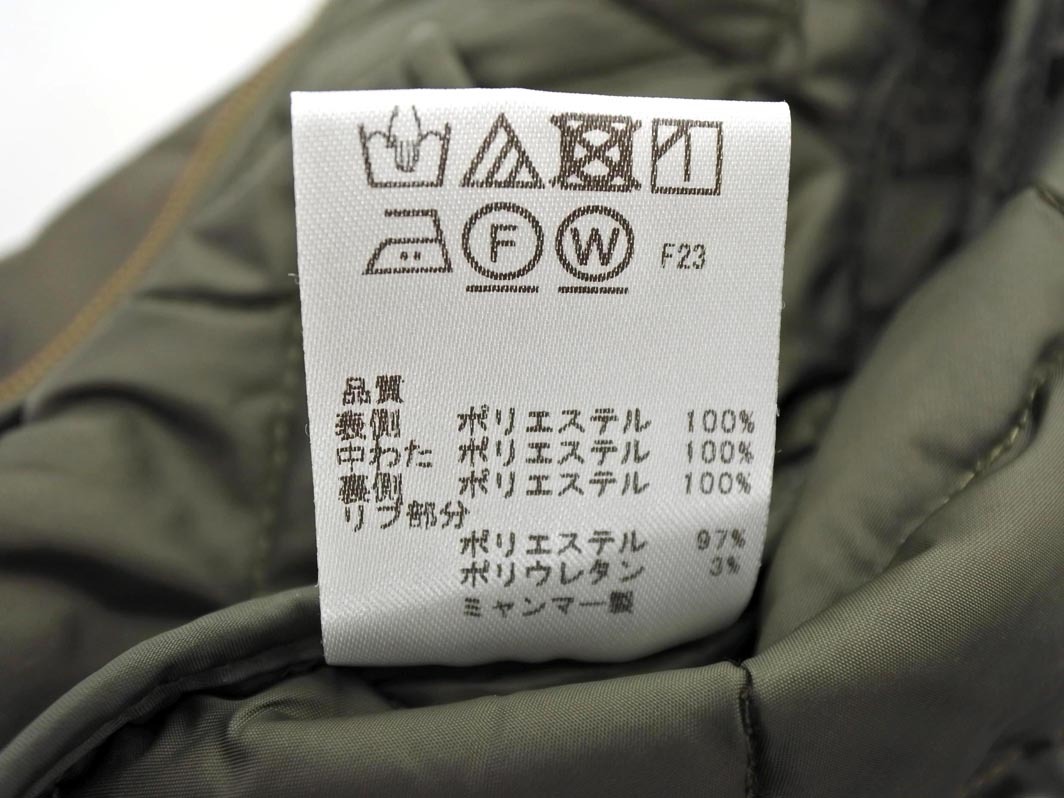 F W F23
品質
表側 ポリエステル 100%
中わた ポリエステル 100%
裏側 ポリエステル 100%
リブ部分
ポリエステル 97%
ポリウレタン 3%
ミャンマー製